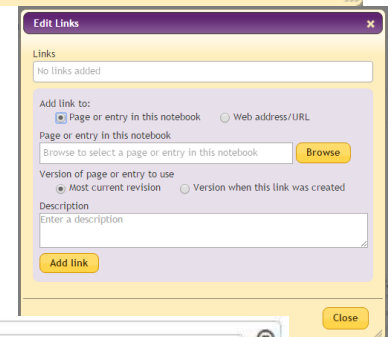 Edit Links
Links
No links added
Add link to:
Page or entry in this notebook Web address/URL
Page or entry in this notebook
Browse to select a page or entry in this notebook Browse
Version of page or entry to use
Most current revision Version when this link was created
Description
Enter a description
Add link
Close